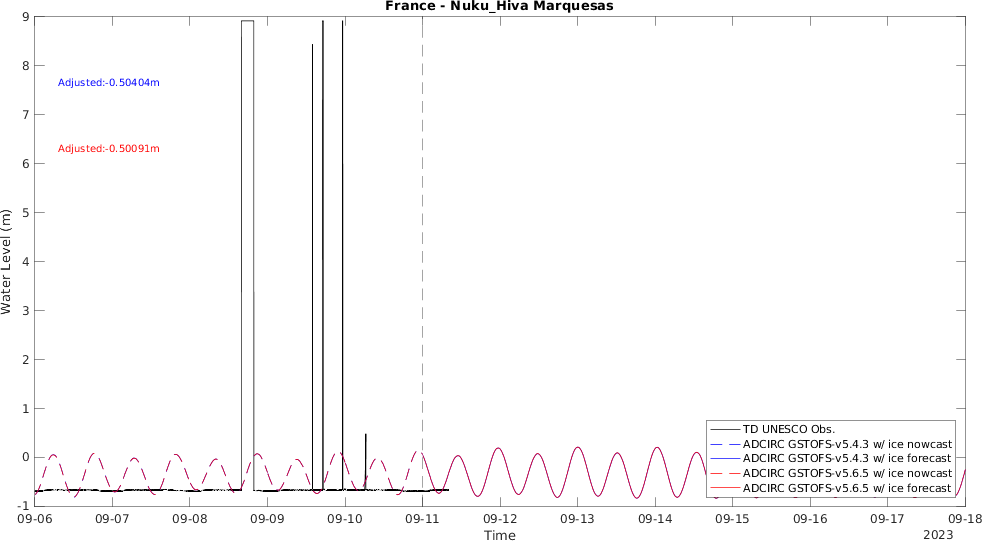 France - Nuku_Hiva Marquesas
9
8
Adjusted:-0.50404m
7
Adjusted:-0.50091m
6
5
4
3
2
1
0
-1
Water Level (m)
TD UNESCO Obs.
ADCIRC GSTOFS-v5.4.3 w/ ice nowcast
ADCIRC GSTOFS-v5.4.3 w/ ice forecast
ADCIRC GSTOFS-v5.6.5 w/ ice nowcast
ADCIRC GSTOFS-v5.6.5 w/ ice forecast
09-06 09-07 09-08 09-09 09-10 09-11 09-12 09-13 09-14 09-15 09-16 09-17 09-18
Time
2023